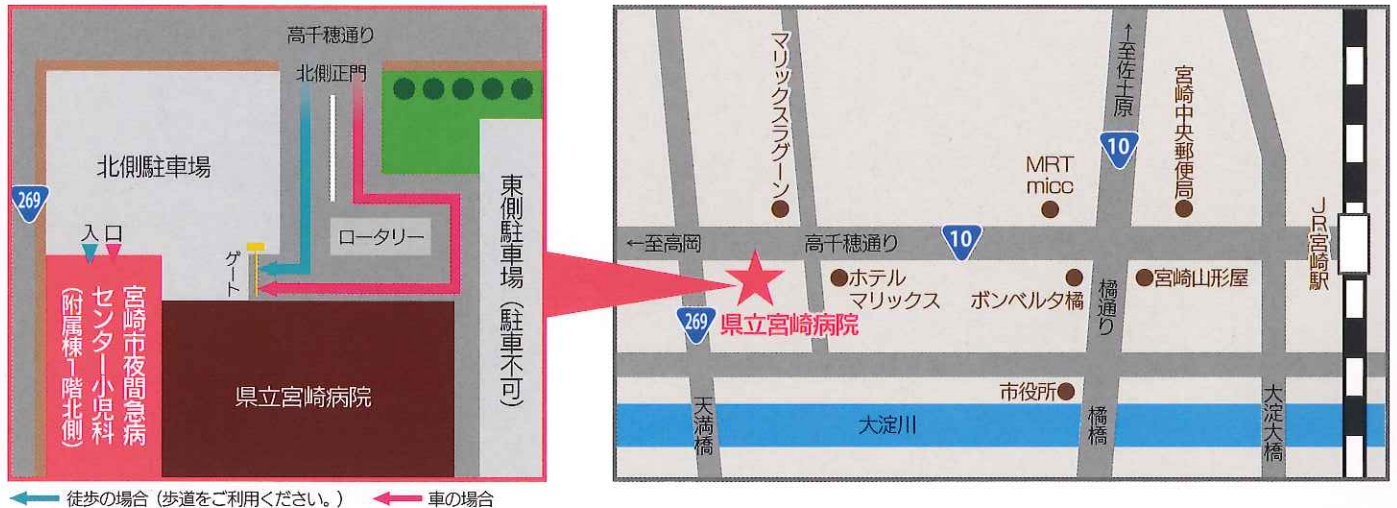 高千穂通り
北側正門
北側駐車場
269
入口
ゲート
ロータリー
東側駐車場（駐車不可）
宮崎市夜間急病
センター小児科
（附属棟1階北側）
県立宮崎病院
徒歩の場合（歩道をご利用ください。）
車の場合
マリックスラグーン
↑至佐土原
10
宮崎中央郵便局
MRT
micc
JR宮崎駅
←至高岡
高千穂通り
10
ホテル
マリックス
ボンベルタ橘
橘通り
宮崎山形屋
269
県立宮崎病院
市役所
天満橋
大淀川
橘橋
大淀大橋